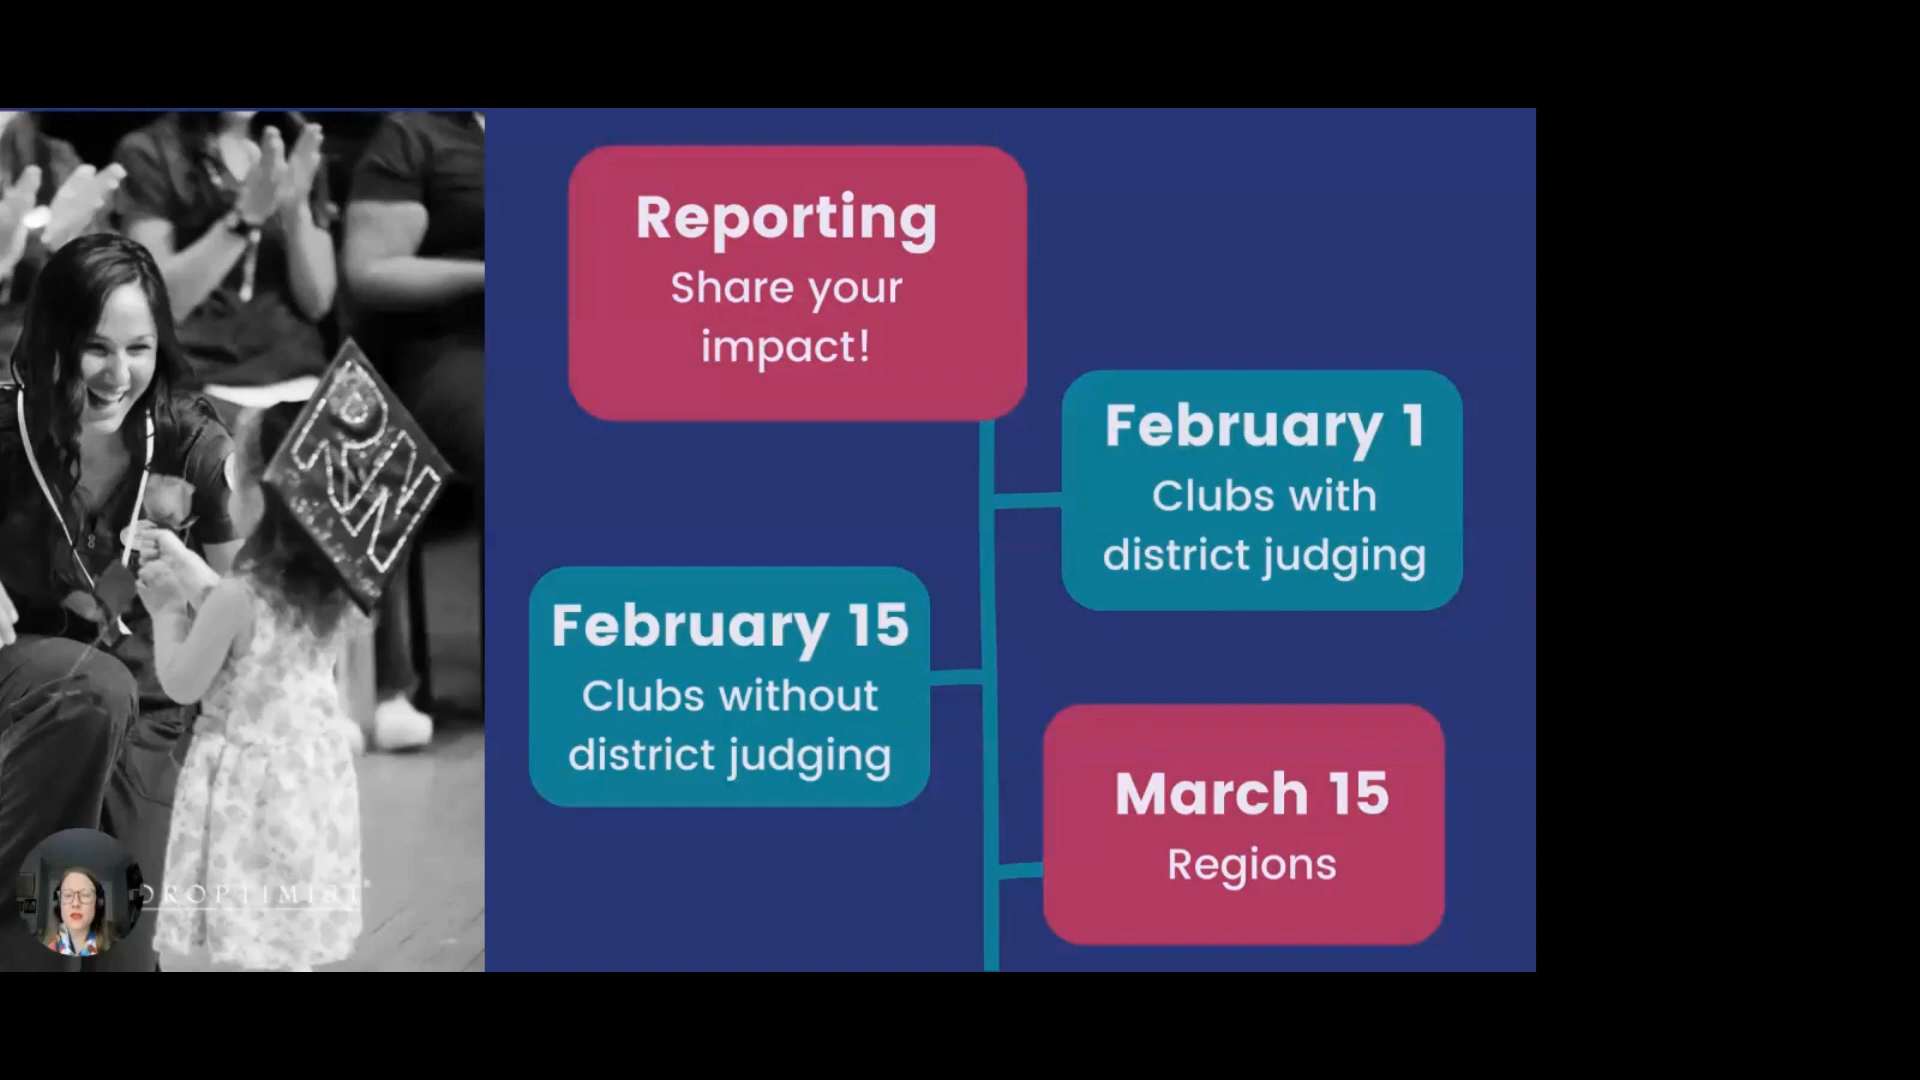 Reporting
Share your
impact!
February 1
Clubs with
district judging
February 15
Clubs without
district judging
March 15
Regions